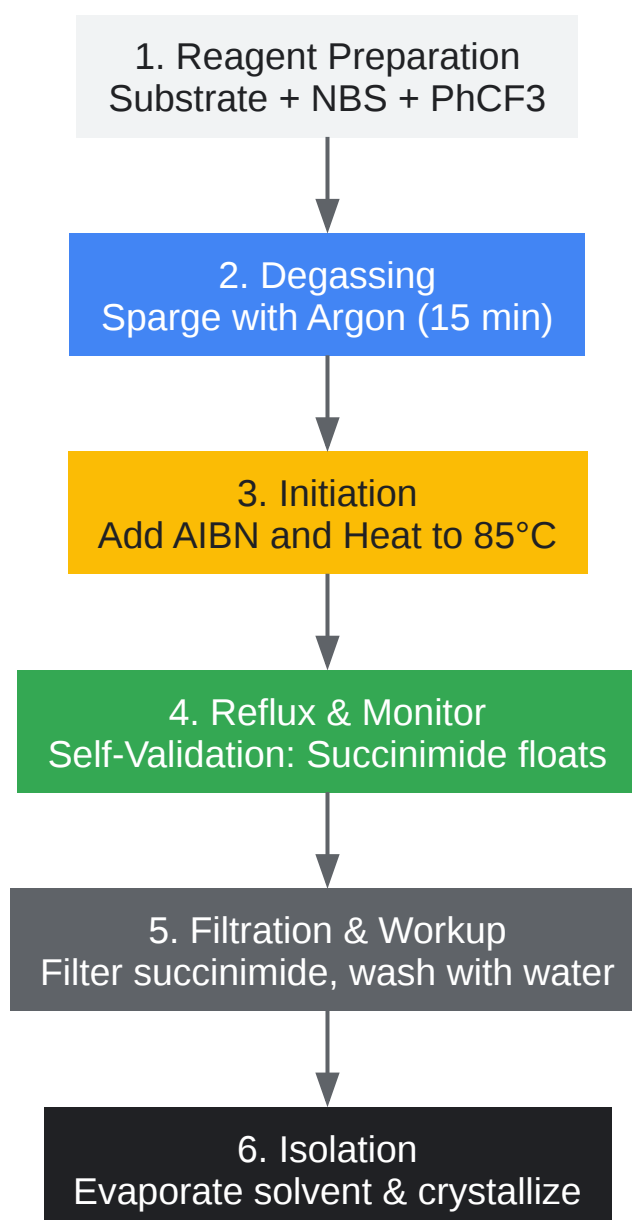 1. Reagent Preparation
Substrate + NBS + PhCF3
2. Degassing
Sparge with Argon (15 min)
3. Initiation
Add AIBN and Heat to 85°C
4. Reflux & Monitor
Self-Validation: Succinimide floats
5. Filtration & Workup
Filter succinimide, wash with water
6. Isolation
Evaporate solvent & crystallize